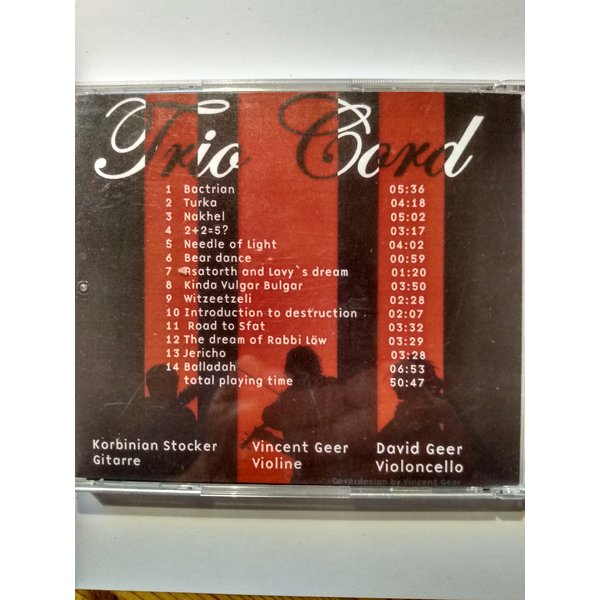 Trio Cord
1 Bactrian 05:36
2 Turka 04:18
3 Nakhel 05:02
4 2+2=5? 03:17
5 Needle of Light 04:02
6 Bear dance 00:59
7 Asatorth and Lavy`s dream 01:20
8 Kinda Vulgar Bulgar 03:50
9 Witzeetzeli 02:28
10 Introduction to destruction 02:07
11 Road to Sfat 03:32
12 The dream of Rabbi Löw 03:29
13 Jericho 03:28
14 Balladah 06:53
total playing time 50:47
Korbinian Stocker Vincent Geer David Geer
Gitarre Violine Violoncello
Coverdesign by Vincent Geer